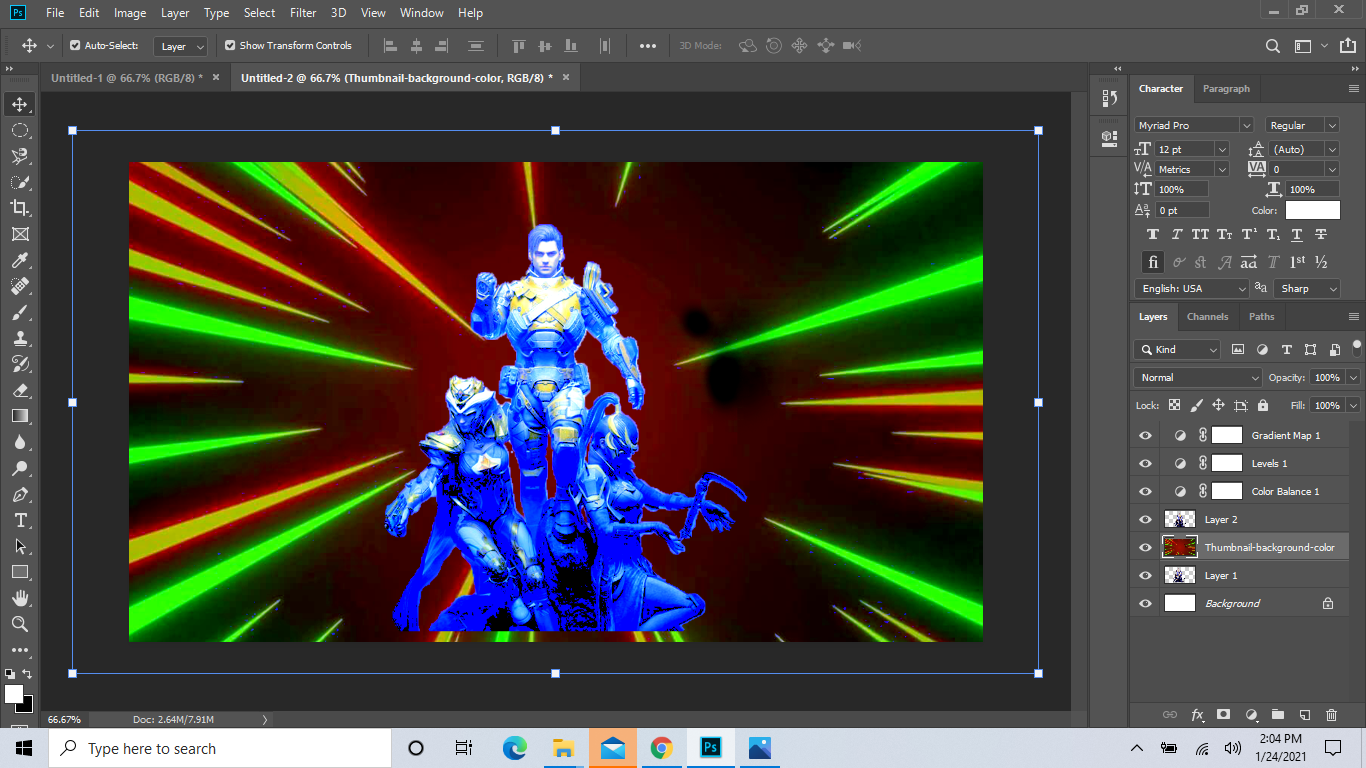 Ps File Edit Image Layer Type Select Filter 3D View Window Help
Auto-Select: Layer Show Transform Controls 3D Mode:
Untitled-1 @ 66.7% (RGB/8) * × Untitled-2 @ 66.7% (Thumbnail-background-color, RGB/8) * ×
Character Paragraph
Myriad Pro Regular
12 pt (Auto)
Metrics 0
100% 100%
0 pt Color:
T T TT Tт T¹ T₁ T T
fi st A aa T 1st ½
English: USA aa Sharp
Layers Channels Paths
Kind
Normal Opacity: 100%
Lock: Fill: 100%
Gradient Map 1
Levels 1
Color Balance 1
Layer 2
Thumbnail-background-color
Layer 1
Background
fx
66.67% Doc: 2.64M/7.91M
Type here to search
Ps
2:04 PM
1/24/2021